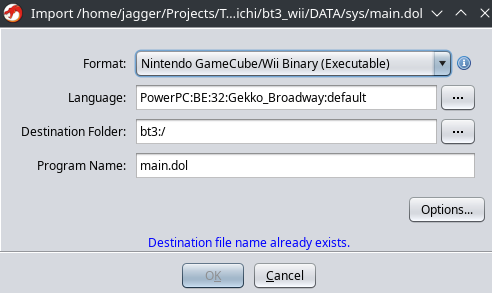 Import /home/jagger/Projects/T...ichi/bt3_wii/DATA/sys/main.dol
Format: Nintendo GameCube/Wii Binary (Executable)
Language: PowerPC:BE:32:Gekko_Broadway:default ...
Destination Folder: bt3:/ ...
Program Name: main.dol
Options...
Destination file name already exists.
OK Cancel